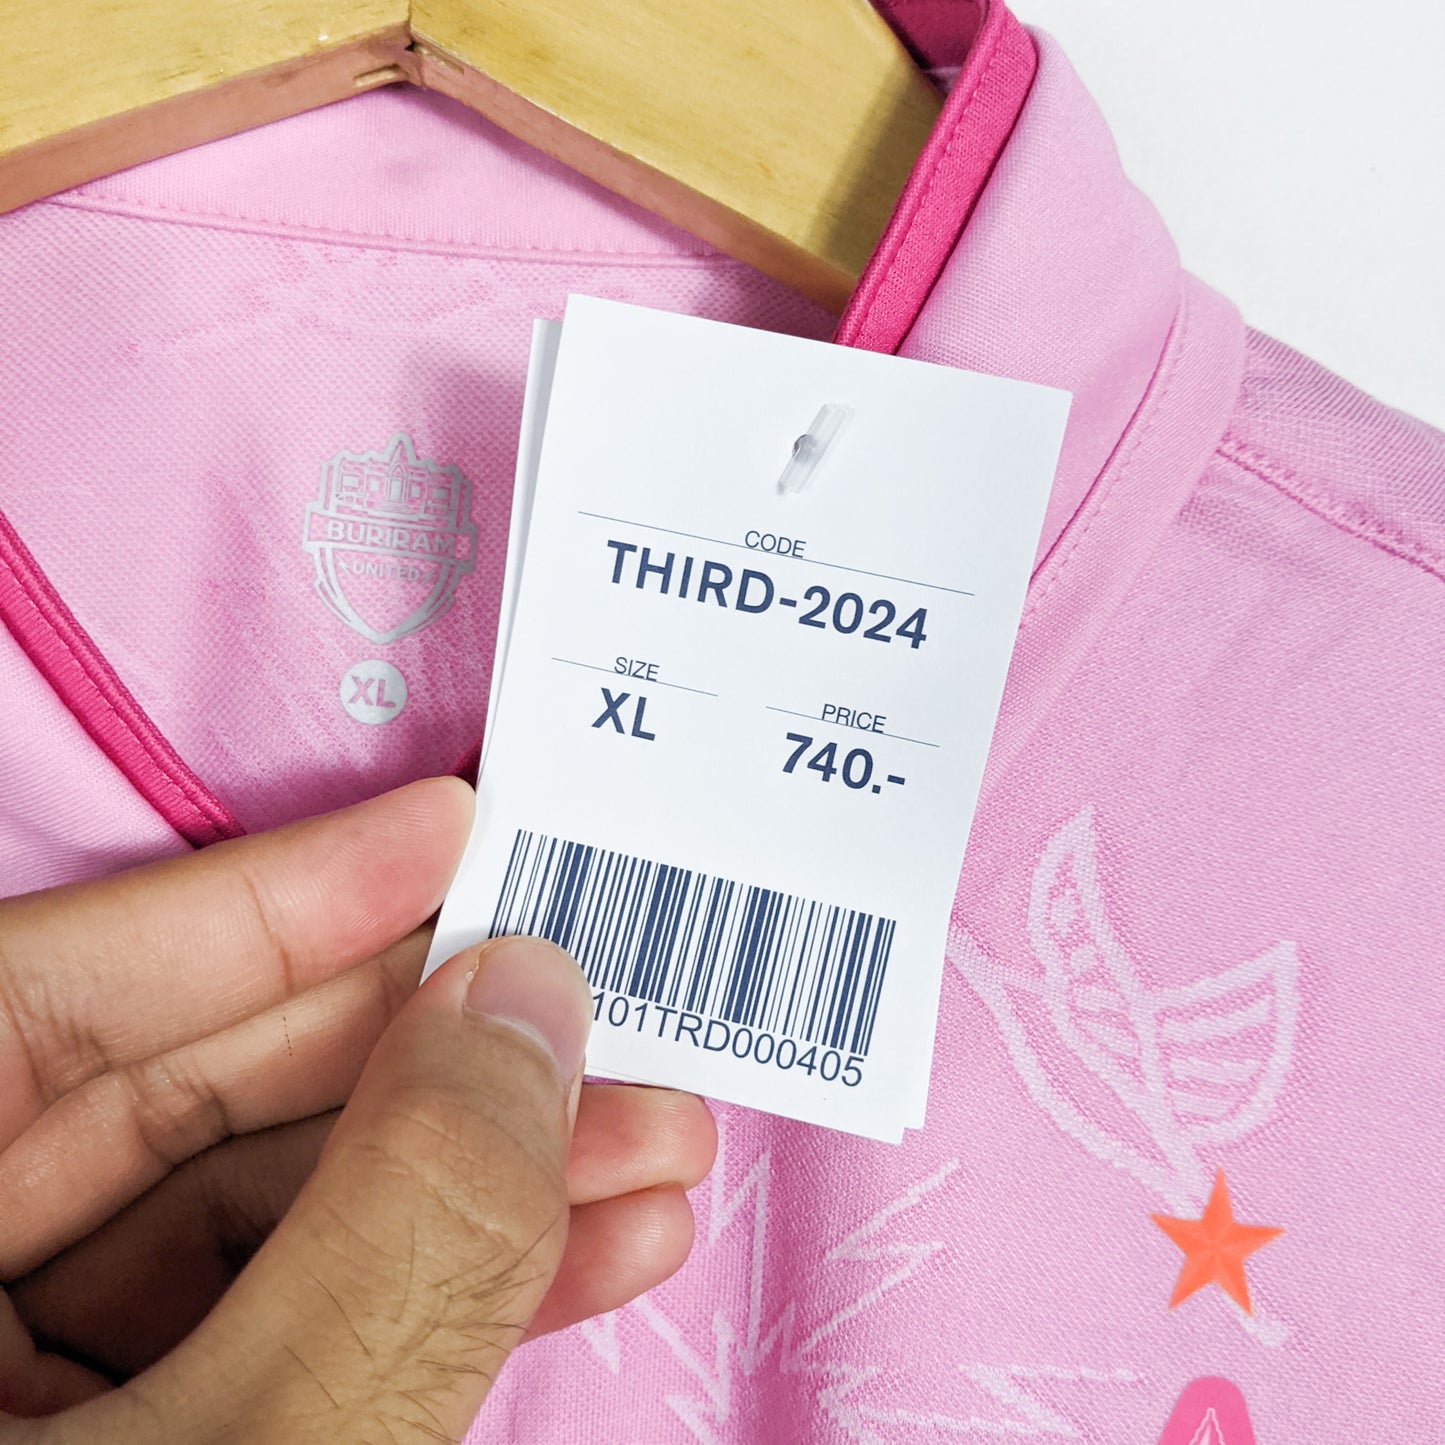 BURIRAM
UNITED
XL
CODE
THIRD-2024
SIZE
XL
PRICE
740.-
101TRD000405